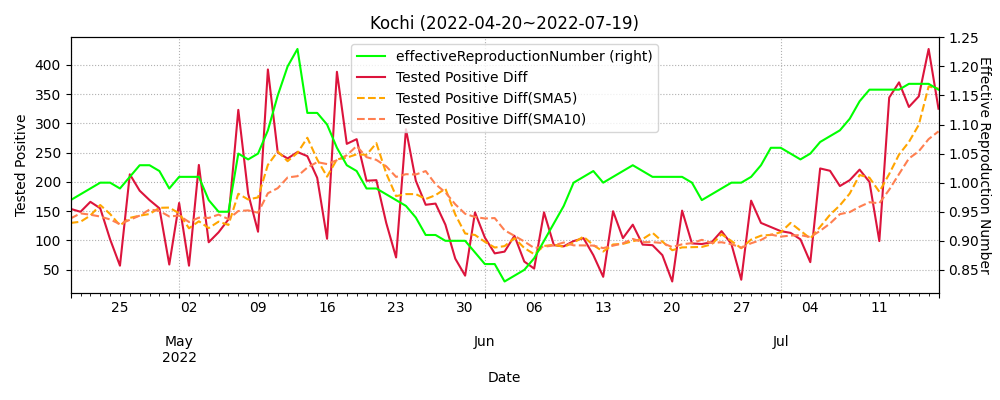 Kochi (2022-04-20~2022-07-19)
effectiveReproductionNumber (right)
Tested Positive Diff
Tested Positive Diff(SMA5)
Tested Positive Diff(SMA10)
Tested Positive
400
350
300
250
200
150
100
50
1.25
1.20
1.15
1.10
1.05
1.00
0.95
0.90
0.85
Effective Reproduction Number
25 02 09 16 23 30 06 13 20 27 04 11
May Jun Jul
2022
Date